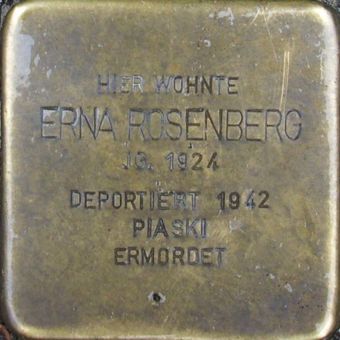 HIER WOHNTE
ERNA ROSENBERG
JG. 1924
DEPORTIERT 1942
PIASKI
ERMORDET